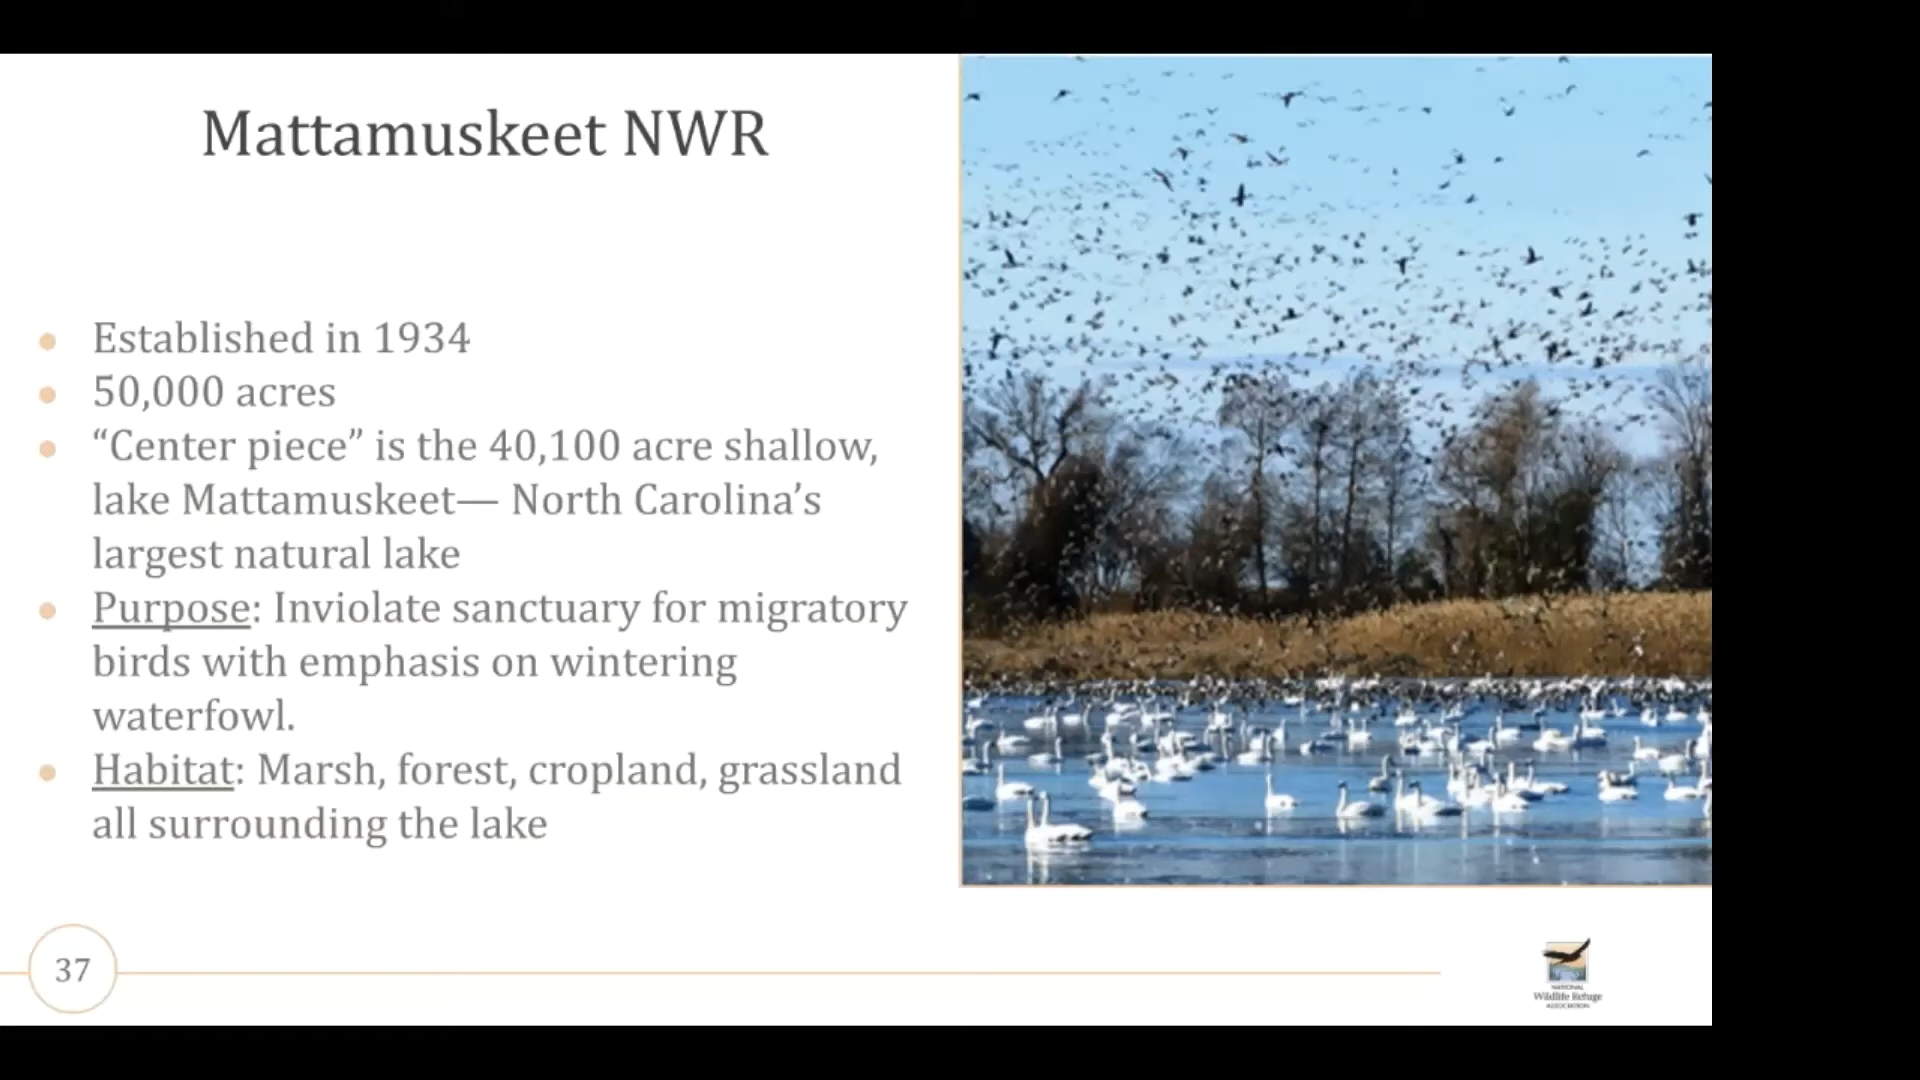 Mattamuskeet NWR
Established in 1934
50,000 acres
“Center piece” is the 40,100 acre shallow,
lake Mattamuskeet— North Carolina’s
largest natural lake
Purpose: Inviolate sanctuary for migratory
birds with emphasis on wintering
waterfowl.
Habitat: Marsh, forest, cropland, grassland
all surrounding the lake
37
NATIONAL
Wildlife Refuge
ASSOCIATION